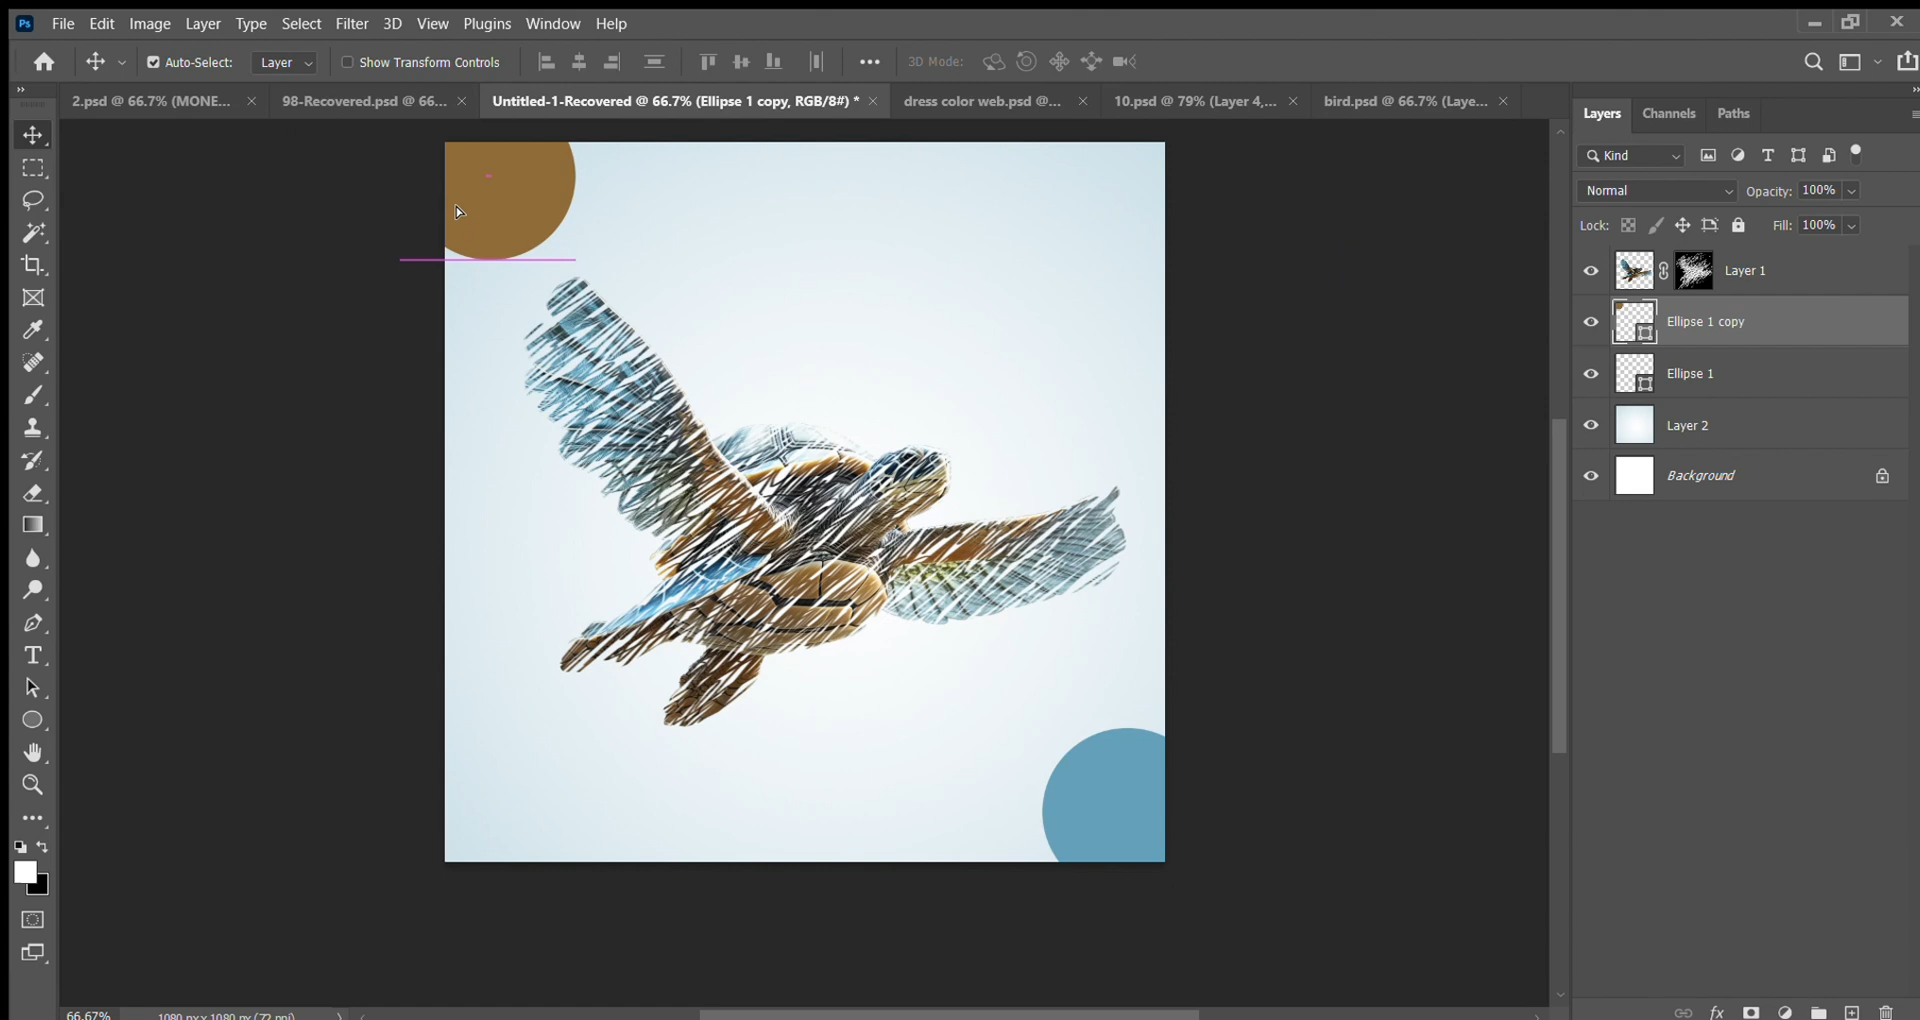 Ps File Edit Image Layer Type Select Filter 3D View Plugins Window Help
Auto-Select: Layer Show Transform Controls 3D Mode:
2.psd @ 66.7% (MONE... 98-Recovered.psd @ 66.... Untitled-1-Recovered @ 66.7% (Ellipse 1 copy, RGB/8#) * dress color web.psd @... 10.psd @ 79% (Layer 4,... bird.psd @ 66.7% (Laye...
Layers Channels Paths
Kind
Normal Opacity: 100%
Lock: Fill: 100%
Layer 1
Ellipse 1 copy
Ellipse 1
Layer 2
Background
66.67% 1080 px x 1080 px (72 ppi)